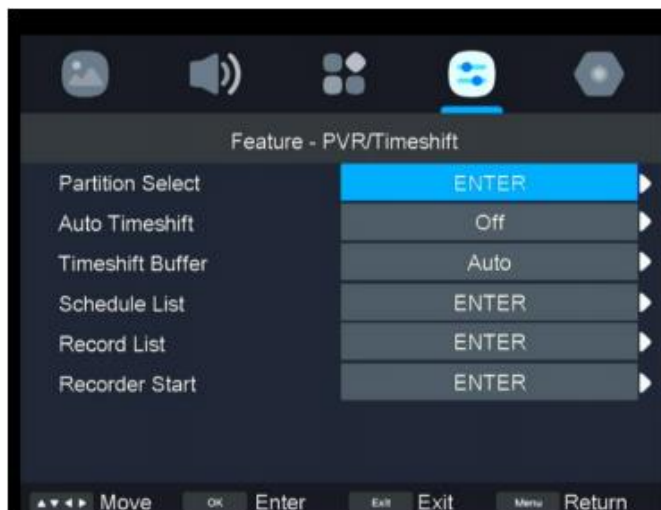 Feature - PVR/Timeshift
Partition Select ENTER
Auto Timeshift Off
Timeshift Buffer Auto
Schedule List ENTER
Record List ENTER
Recorder Start ENTER
Move OK Enter Exit Exit Menu Return